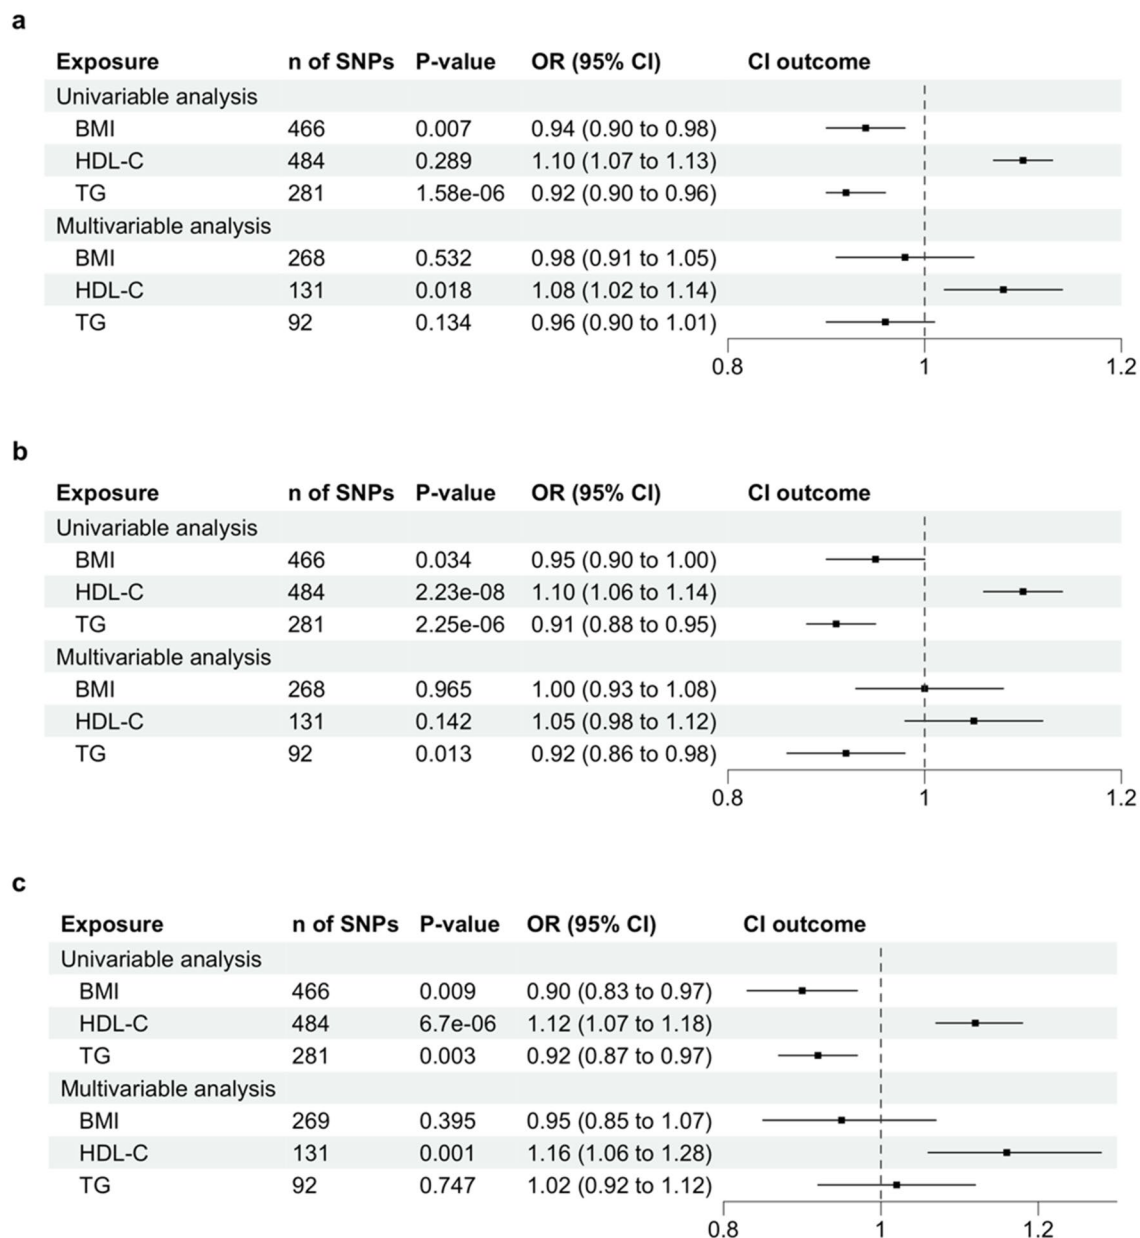 a
Exposure n of SNPs P-value OR (95% CI) CI outcome
Univariable analysis
BMI 466 0.007 0.94 (0.90 to 0.98)
HDL-C 484 0.289 1.10 (1.07 to 1.13)
TG 281 1.58e-06 0.92 (0.90 to 0.96)
Multivariable analysis
BMI 268 0.532 0.98 (0.91 to 1.05)
HDL-C 131 0.018 1.08 (1.02 to 1.14)
TG 92 0.134 0.96 (0.90 to 1.01)
0.8 1 1.2
b
Exposure n of SNPs P-value OR (95% CI) CI outcome
Univariable analysis
BMI 466 0.034 0.95 (0.90 to 1.00)
HDL-C 484 2.23e-08 1.10 (1.06 to 1.14)
TG 281 2.25e-06 0.91 (0.88 to 0.95)
Multivariable analysis
BMI 268 0.965 1.00 (0.93 to 1.08)
HDL-C 131 0.142 1.05 (0.98 to 1.12)
TG 92 0.013 0.92 (0.86 to 0.98)
0.8 1 1.2
c
Exposure n of SNPs P-value OR (95% CI) CI outcome
Univariable analysis
BMI 466 0.009 0.90 (0.83 to 0.97)
HDL-C 484 6.7e-06 1.12 (1.07 to 1.18)
TG 281 0.003 0.92 (0.87 to 0.97)
Multivariable analysis
BMI 269 0.395 0.95 (0.85 to 1.07)
HDL-C 131 0.001 1.16 (1.06 to 1.28)
TG 92 0.747 1.02 (0.92 to 1.12)
0.8 1 1.2